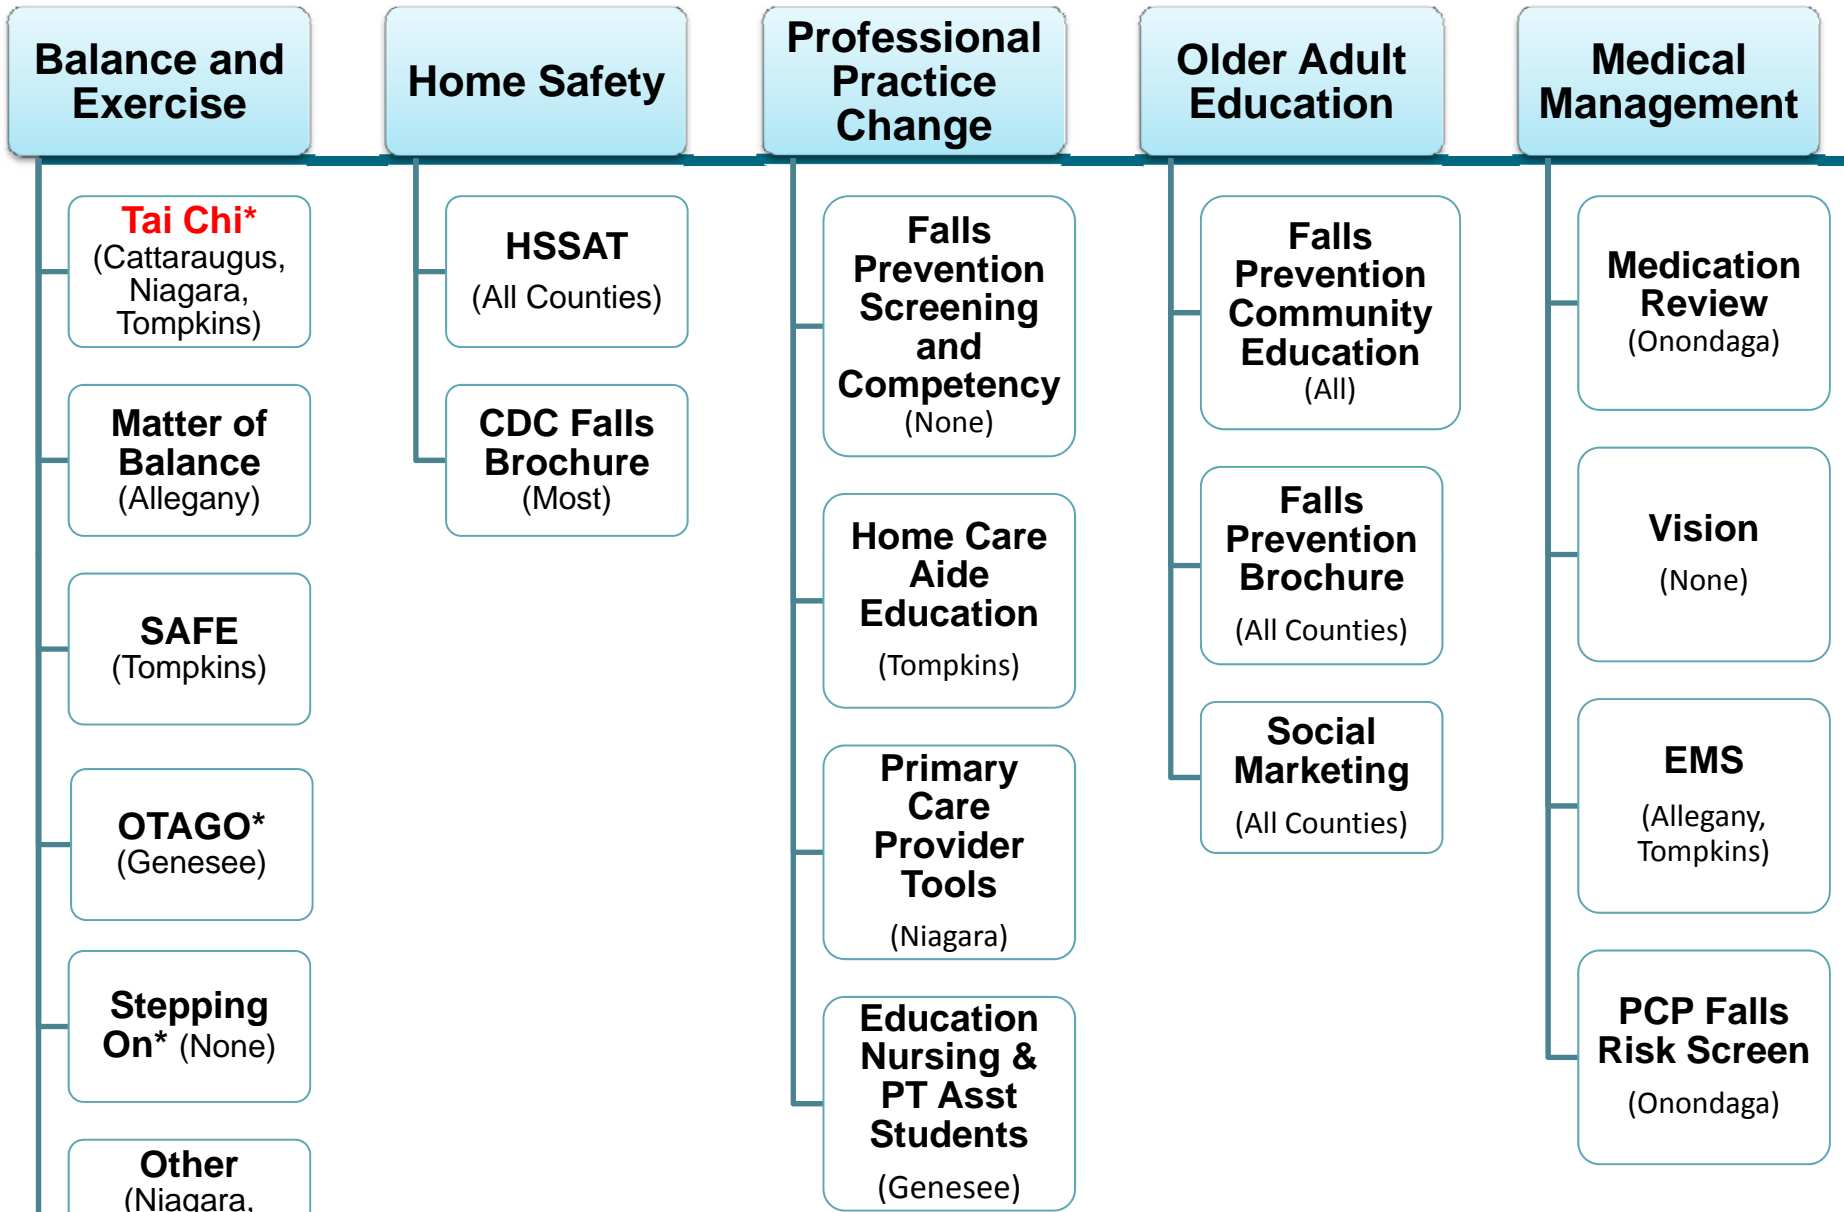 Balance and
Exercise
Tai Chi*
(Cattaraugus,
Niagara,
Tompkins)
Matter of
Balance
(Allegany)
SAFE
(Tompkins)
OTAGO*
(Genesee)
Stepping
On* (None)
Other
(Niagara,
Home Safety
HSSAT
(All Counties)
CDC Falls
Brochure
(Most)
Professional
Practice
Change
Falls
Prevention
Screening
and
Competency
(None)
Home Care
Aide
Education
(Tompkins)
Primary
Care
Provider
Tools
(Niagara)
Education
Nursing &
PT Asst
Students
(Genesee)
Older Adult
Education
Falls
Prevention
Community
Education
(All)
Falls
Prevention
Brochure
(All Counties)
Social
Marketing
(All Counties)
Medical
Management
Medication
Review
(Onondaga)
Vision
(None)
EMS
(Allegany,
Tompkins)
PCP Falls
Risk Screen
(Onondaga)